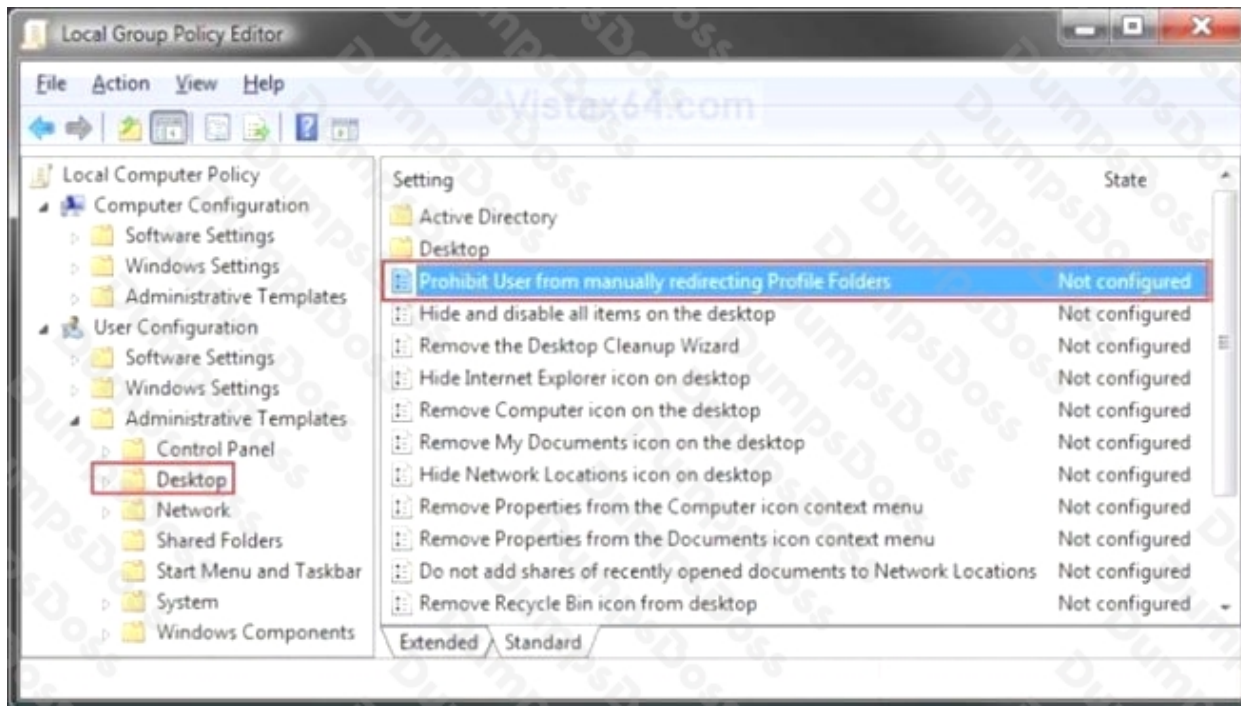 Local Group Policy Editor
File Action View Help
Vistax64.com
Local Computer Policy
Computer Configuration
Software Settings
Windows Settings
Administrative Templates
User Configuration
Software Settings
Windows Settings
Administrative Templates
Control Panel
Desktop
Network
Shared Folders
Start Menu and Taskbar
System
Windows Components
Setting State
Active Directory
Desktop
Prohibit User from manually redirecting Profile Folders Not configured
Hide and disable all items on the desktop Not configured
Remove the Desktop Cleanup Wizard Not configured
Hide Internet Explorer icon on desktop Not configured
Remove Computer icon on the desktop Not configured
Remove My Documents icon on the desktop Not configured
Hide Network Locations icon on desktop Not configured
Remove Properties from the Computer icon context menu Not configured
Remove Properties from the Documents icon context menu Not configured
Do not add shares of recently opened documents to Network Locations Not configured
Remove Recycle Bin icon from desktop Not configured
Extended Standard
DumpsDoss